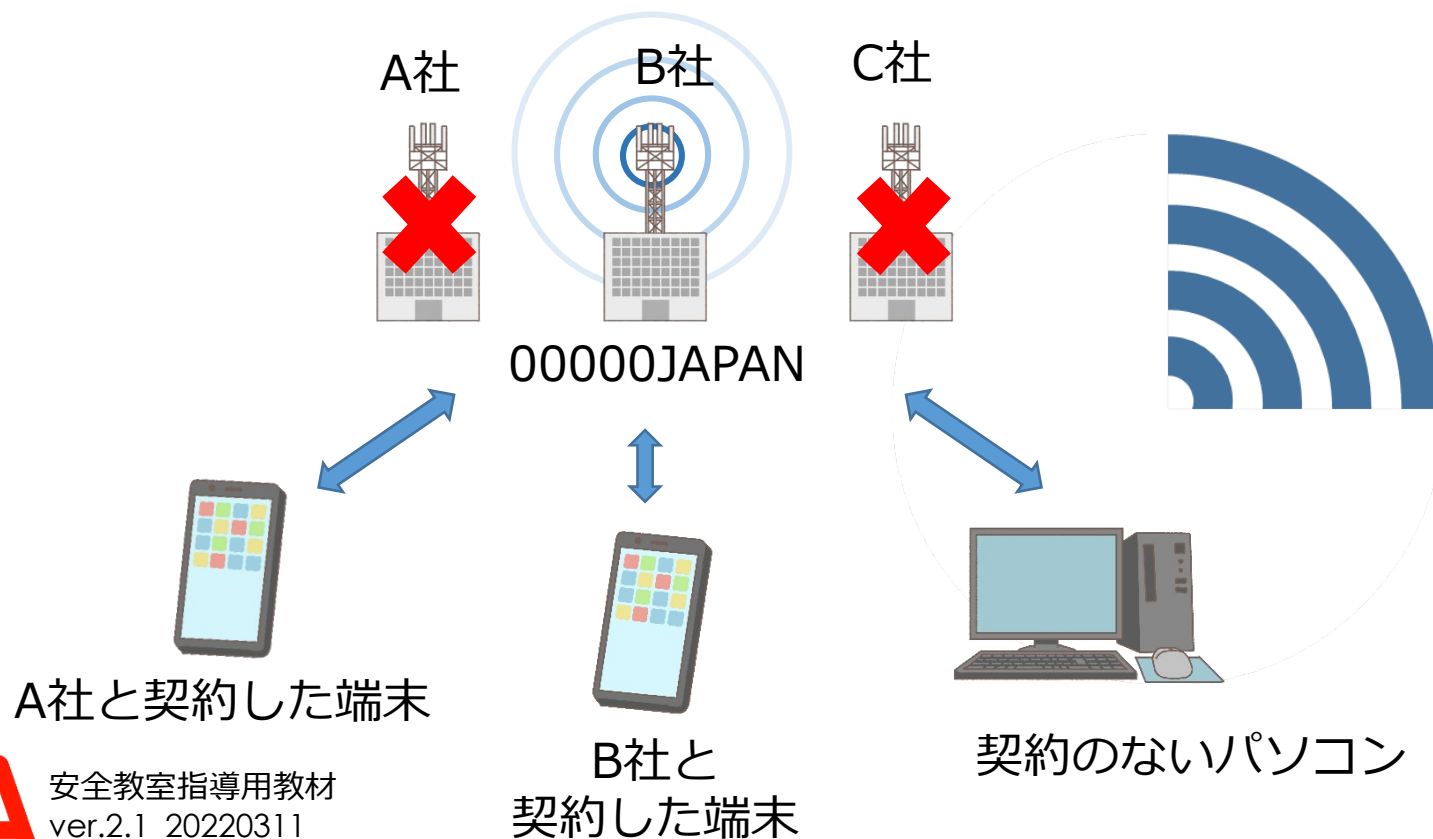 A社
B社
C社
00000JAPAN
A社と契約した端末
B社と
契約した端末
契約のないパソコン
安全教室指導用教材
ver.2.1 20220311